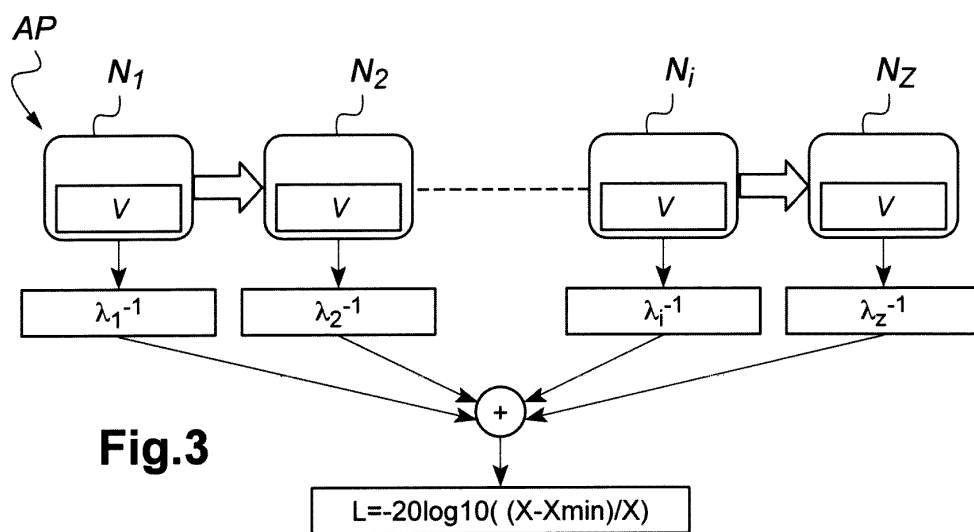 AP
N1 N2 Ni NZ
V V V V
λ1-1 λ2-1 λi-1 λz-1
+
Fig.3
L=-20log10( (X-Xmin)/X)